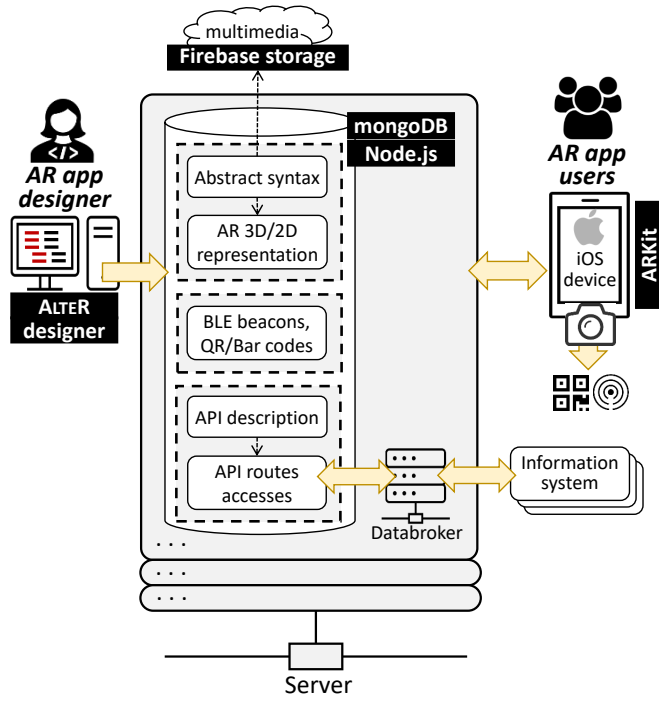 multimedia
Firebase storage
mongoDB
Node.js
AR app
designer
</>
ALTER
designer
Abstract syntax
AR 3D/2D
representation
BLE beacons,
QR/Bar codes
API description
API routes
accesses
Databroker
AR app
users
iOS
device
ARKit
Information
system
Server